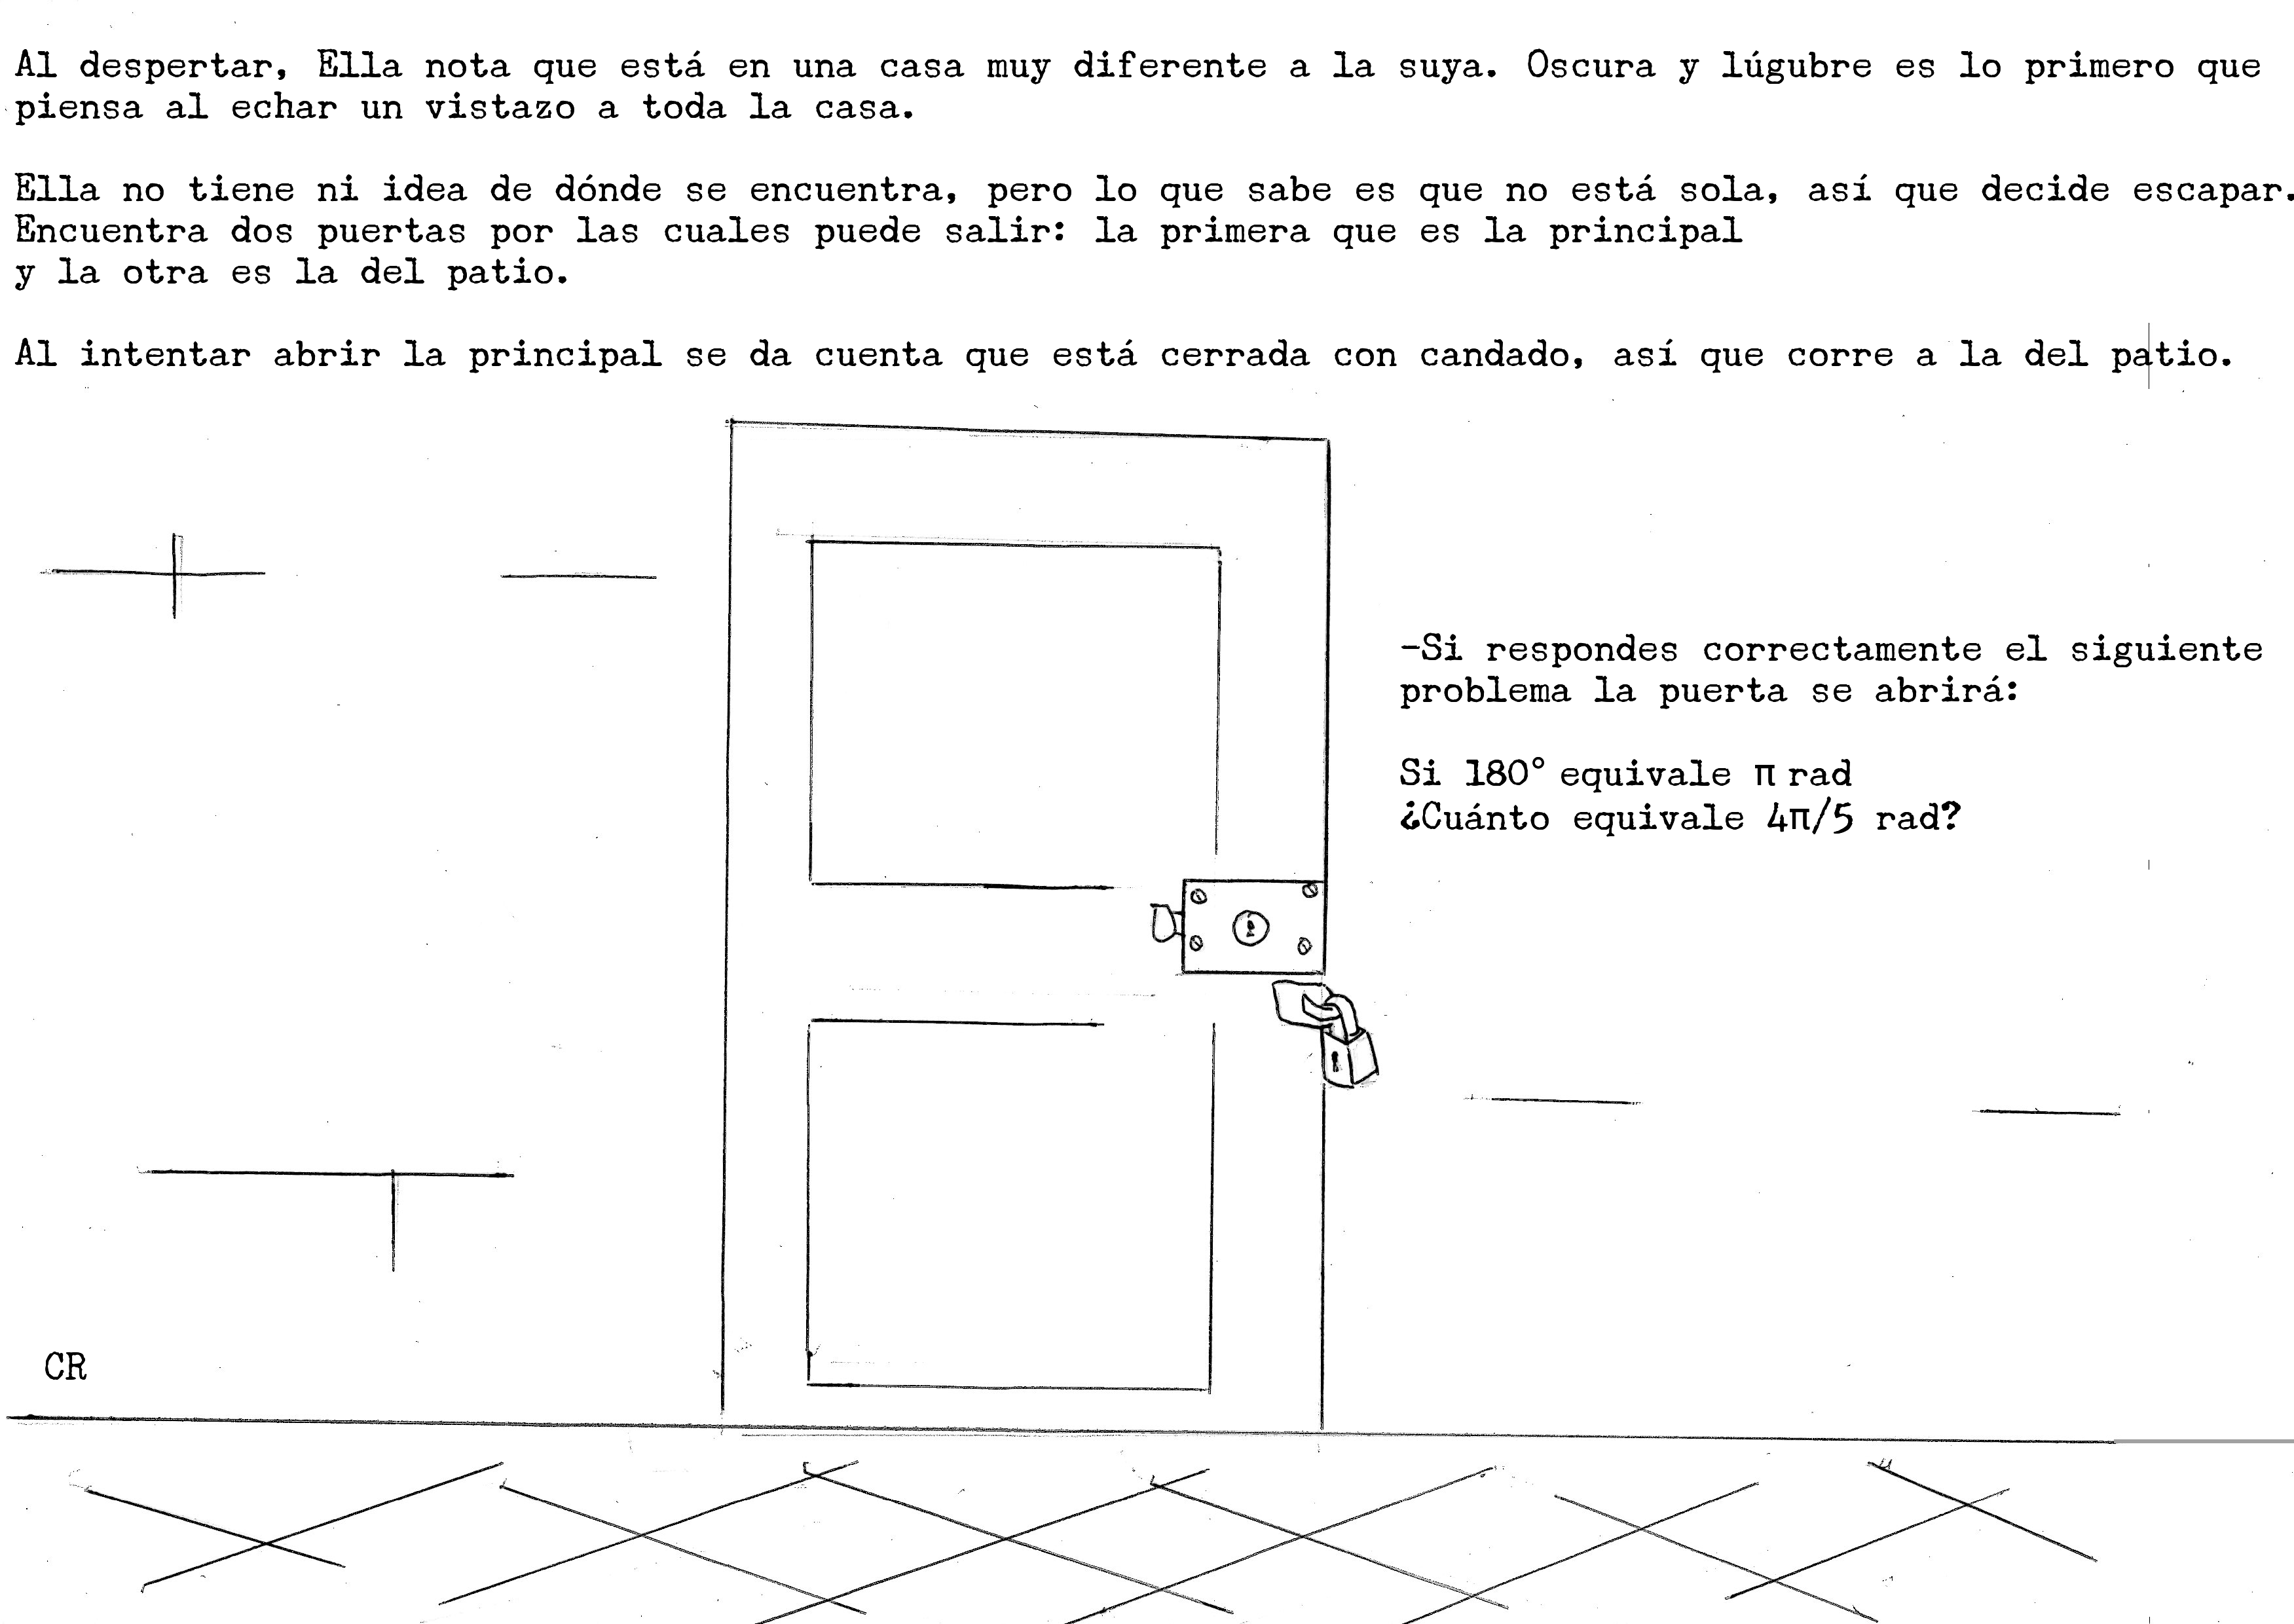 Al despertar, Ella nota que está en una casa muy diferente a la suya. Oscura y lúgubre es lo primero que
piensa al echar un vistazo a toda la casa.
Ella no tiene ni idea de dónde se encuentra, pero lo que sabe es que no está sola, así que decide escapar.
Encuentra dos puertas por las cuales puede salir: la primera que es la principal
y la otra es la del patio.
Al intentar abrir la principal se da cuenta que está cerrada con candado, así que corre a la del patio.
-Si respondes correctamente el siguiente
problema la puerta se abrirá:
Si 180° equivale π rad
¿Cuánto equivale 4π/5 rad?
CR